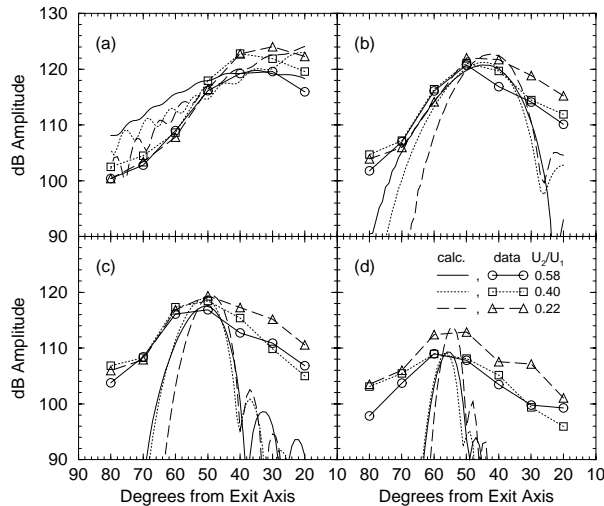 130
120
110
100
90
dB Amplitude
(a)
(b)
120
110
100
90
dB Amplitude
(c)
(d)
calc. data U2/U1
, 0.58
, 0.40
, 0.22
90 80 70 60 50 40 30 20 10
80 70 60 50 40 30 20 10
Degrees from Exit Axis
Degrees from Exit Axis